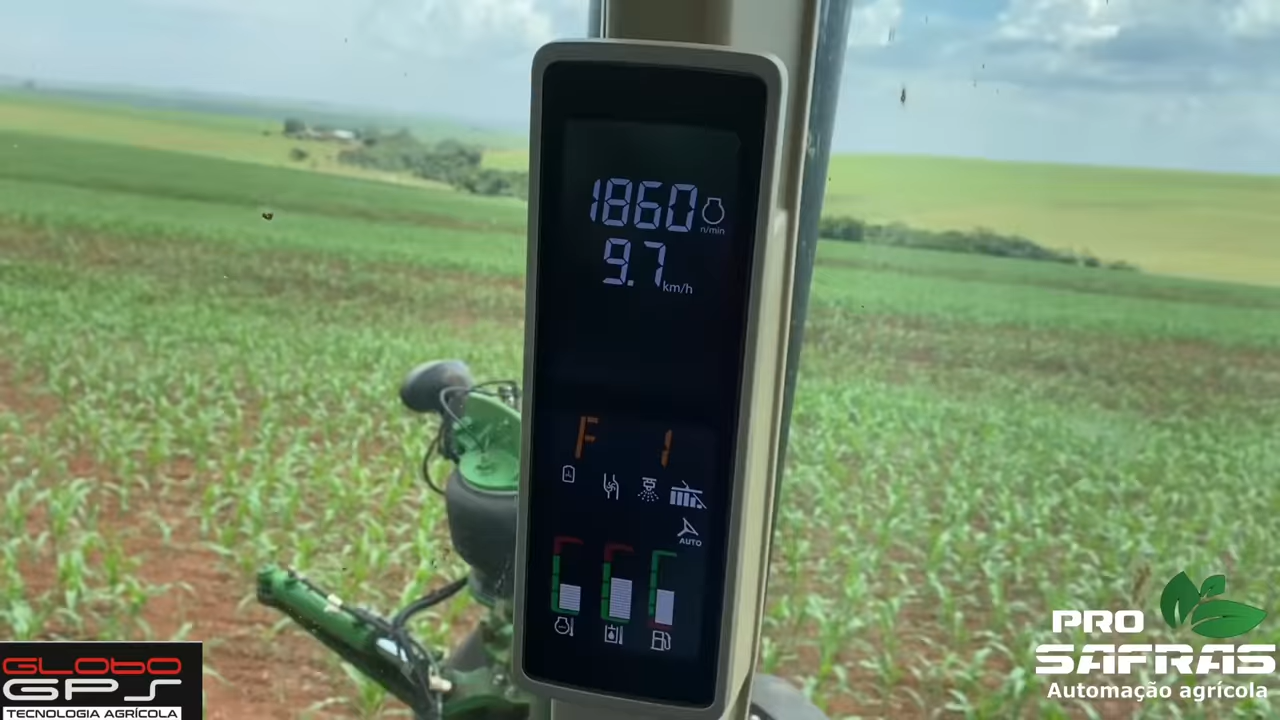 1860
n/min
9.7
km/h
F 1
AUTO
GLOBO
GPS
TECNOLOGIA AGRÍCOLA
PRO
SAFRAS
Automação agrícola